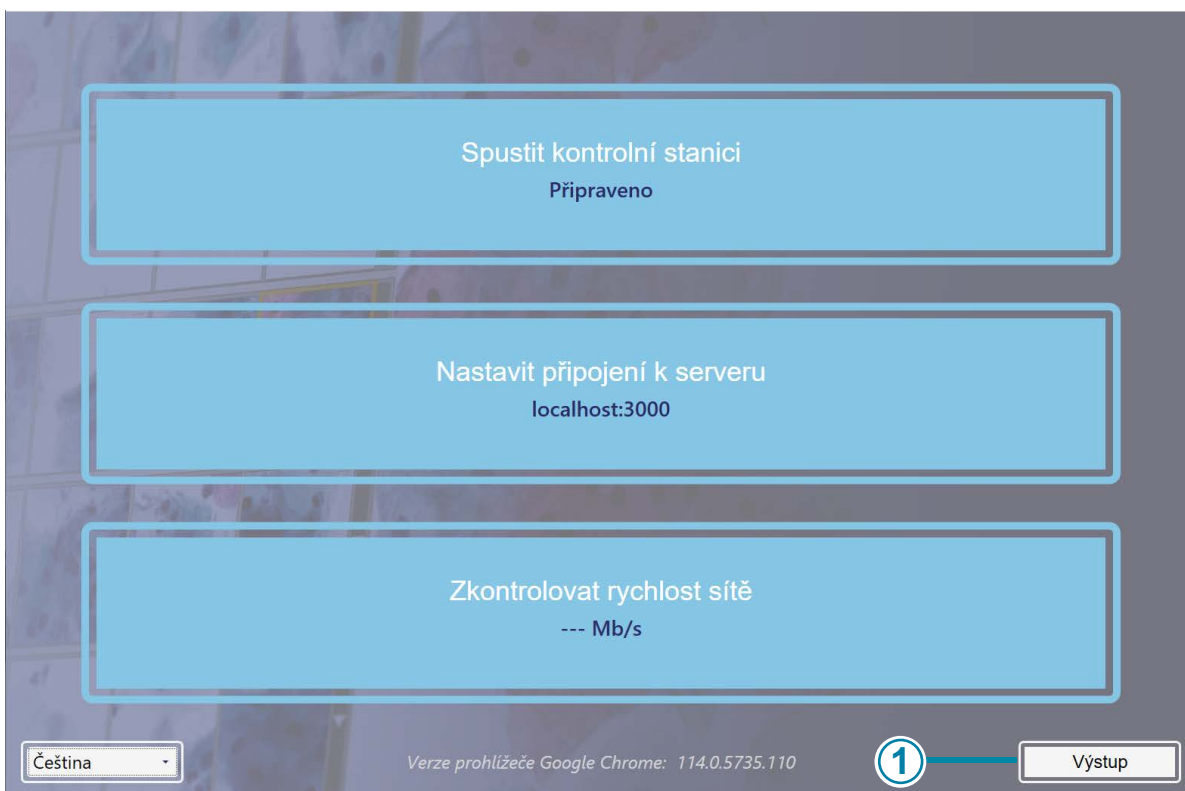 Spustit kontrolní stanici
Připraveno
Nastavit připojení k serveru
localhost:3000
Zkontrolovat rychlost sítě
--- Mb/s
Čeština
Verze prohlížeče Google Chrome: 114.0.5735.110
1
Výstup